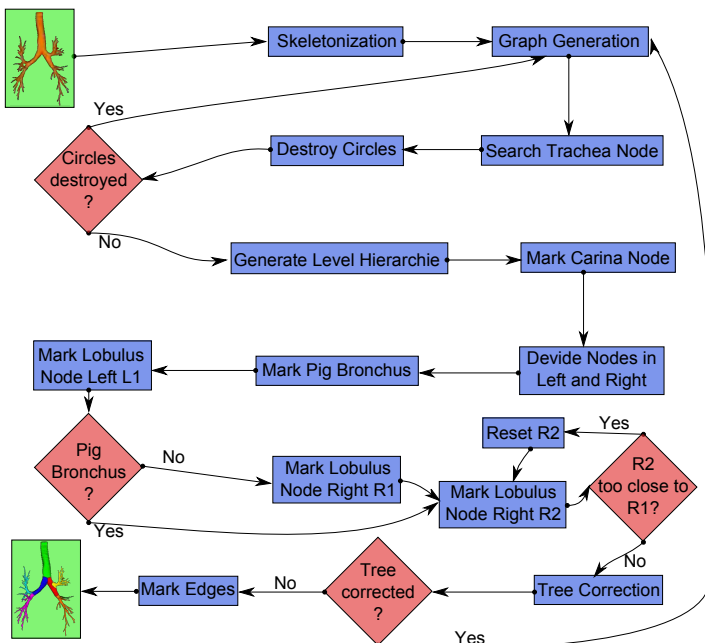 Skeletonization
Graph Generation
Yes
Circles
destroyed
?
Destroy Circles
Search Trachea Node
No
Generate Level Hierarchie
Mark Carina Node
Mark Lobulus
Node Left L1
Mark Pig Bronchus
Devide Nodes in
Left and Right
Pig
Bronchus
?
No
Yes
Mark Lobulus
Node Right R1
Reset R2
Yes
Mark Lobulus
Node Right R2
R2
too close to
R1?
No
Mark Edges
No
Tree
corrected
?
Tree Correction
Yes